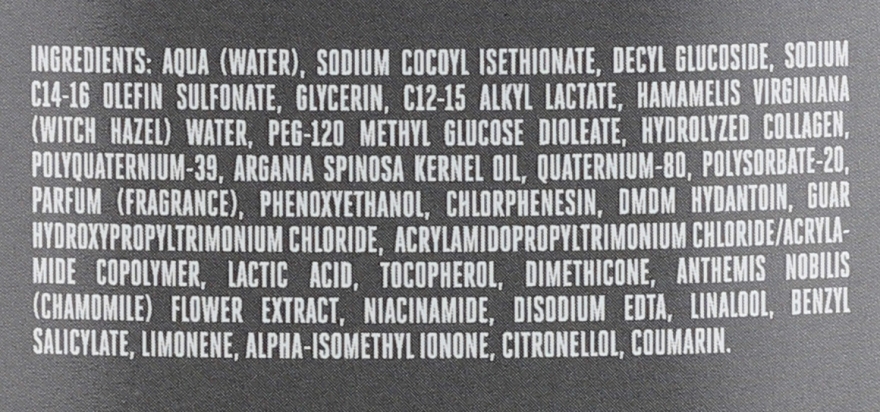 INGREDIENTS: AQUA (WATER), SODIUM COCOYL ISETHIONATE, DECYL GLUCOSIDE, SODIUM
C14-16 OLEFIN SULFONATE, GLYCERIN, C12-15 ALKYL LACTATE, HAMAMELIS VIRGINIANA
(WITCH HAZEL) WATER, PEG-120 METHYL GLUCOSE DIOLEATE, HYDROLYZED COLLAGEN,
POLYQUATERNIUM-39, ARGANIA SPINOSA KERNEL OIL, QUATERNIUM-80, POLYSORBATE-20,
PARFUM (FRAGRANCE), PHENOXYETHANOL, CHLORPHENESIN, DMDM HYDANTOIN, GUAR
HYDROXYPROPYLTRIMONIUM CHLORIDE, ACRYLAMIDOPROPYLTRIMONIUM CHLORIDE/ACRYLA-
MIDE COPOLYMER, LACTIC ACID, TOCOPHEROL, DIMETHICONE, ANTHEMIS NOBILIS
(CHAMOMILE) FLOWER EXTRACT, NIACINAMIDE, DISODIUM EDTA, LINALOOL, BENZYL
SALICYLATE, LIMONENE, ALPHA-ISOMETHYL IONONE, CITRONELLOL, COUMARIN.